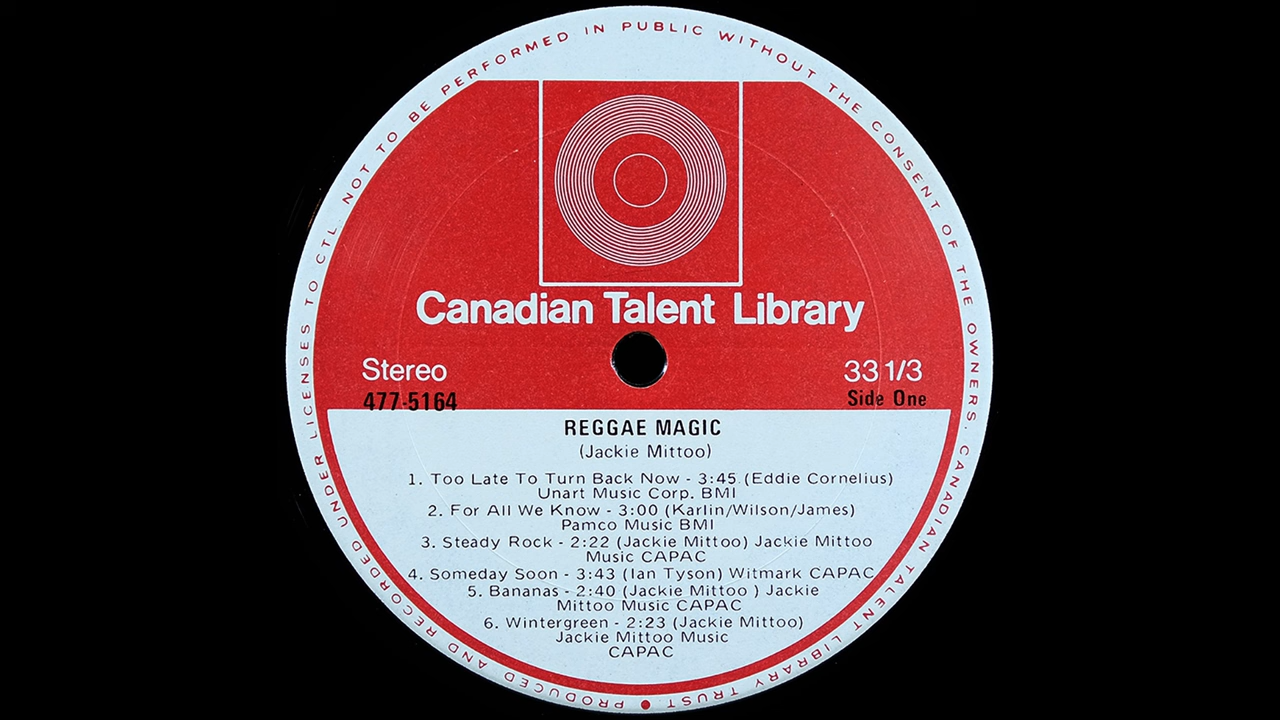 PRODUCED AND RECORDED UNDER LICENSES TO CTL. NOT TO BE PERFORMED IN PUBLIC WITHOUT THE CONSENT OF THE OWNERS. CANADIAN TALENT LIBRARY TRUST
Canadian Talent Library
Stereo
33 1/3
477-5164
Side One
REGGAE MAGIC
(Jackie Mittoo)
1. Too Late To Turn Back Now - 3:45 (Eddie Cornelius)
Unart Music Corp. BMI
2. For All We Know - 3:00 (Karlin/Wilson/James)
Pamco Music BMI
3. Steady Rock - 2:22 (Jackie Mittoo) Jackie Mittoo
Music CAPAC
4. Someday Soon - 3:43 (Ian Tyson) Witmark CAPAC
5. Bananas - 2:40 (Jackie Mittoo ) Jackie
Mittoo Music CAPAC
6. Wintergreen - 2:23 (Jackie Mittoo)
Jackie Mittoo Music
CAPAC